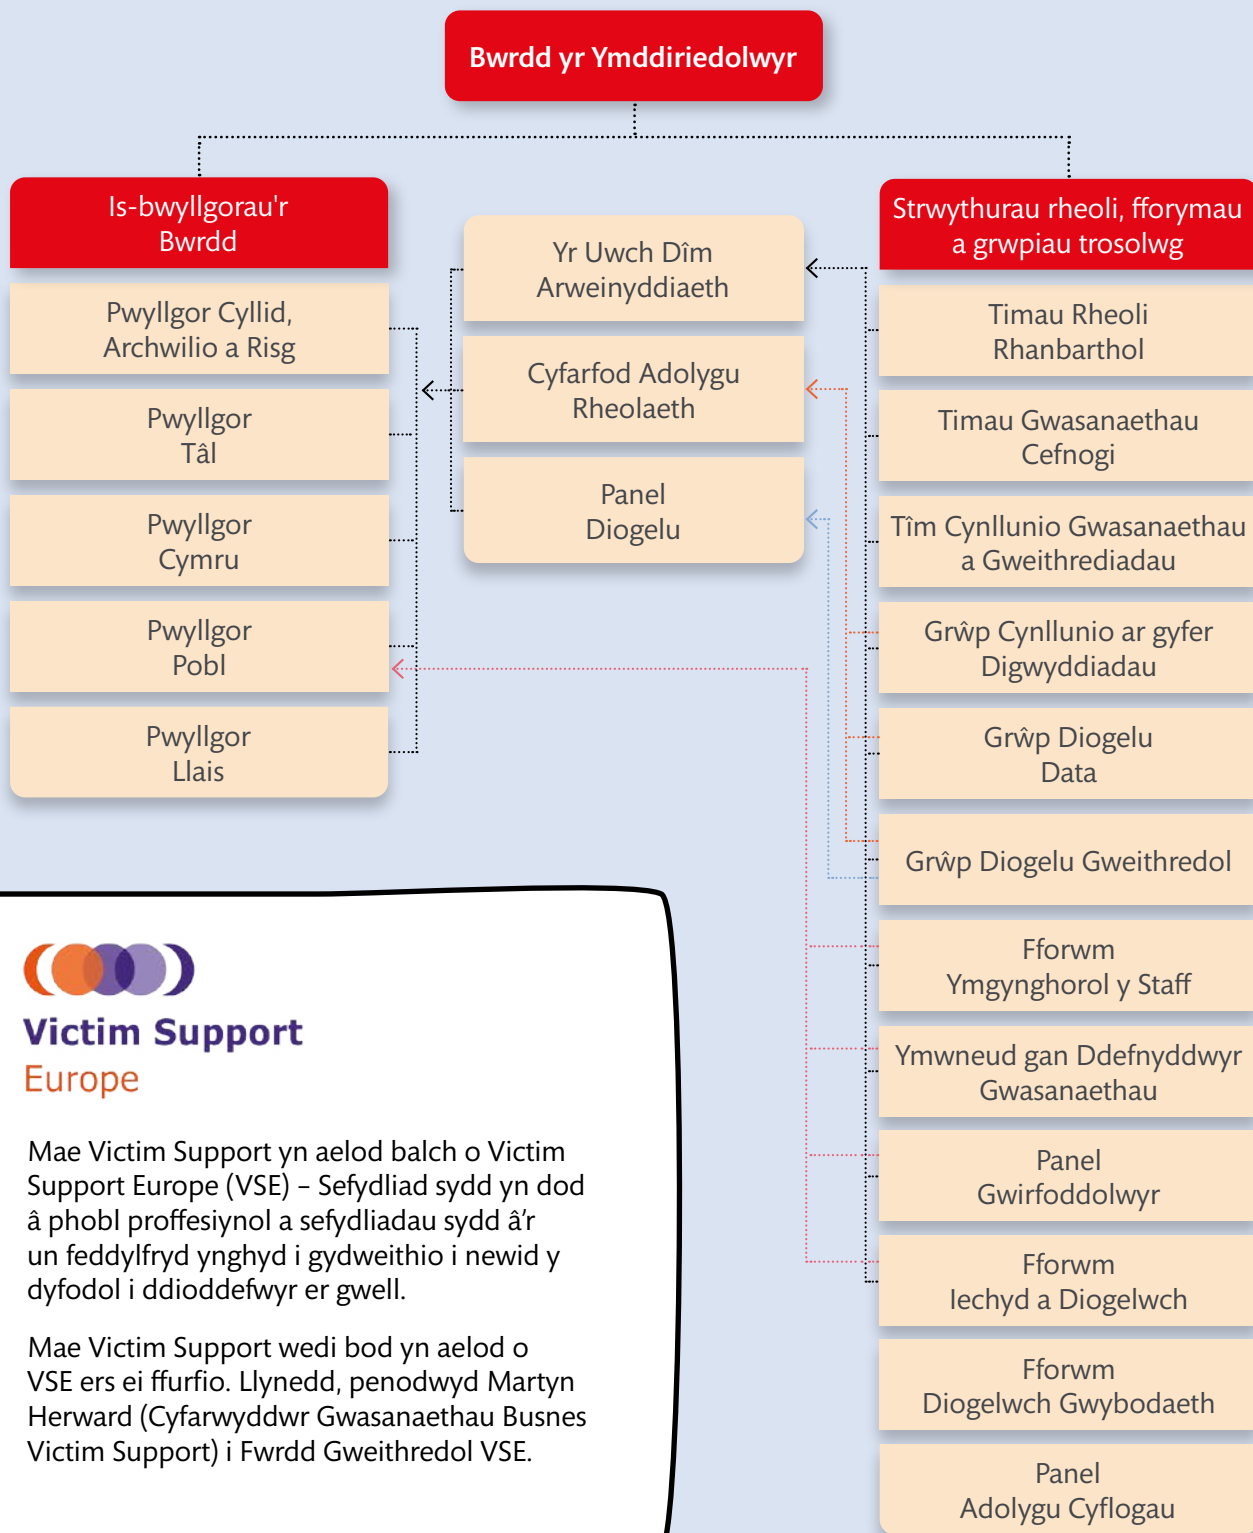 Bwrdd yr Ymddiriedolwyr
Is-bwyllgorau'r
Bwrdd
Pwyllgor Cyllid,
Archwilio a Risg
Pwyllgor
Tâl
Pwyllgor
Cymru
Pwyllgor
Pobl
Pwyllgor
Llais
Yr Uwch Dîm
Arweinyddiaeth
Cyfarfod Adolygu
Rheolaeth
Panel
Diogelu
Strwythurau rheoli, fforymau
a grwpiau trosolwg
Timau Rheoli
Rhanbarthol
Timau Gwasanaethau
Cefnogi
Tîm Cynllunio Gwasanaethau
a Gweithrediadau
Grŵp Cynllunio ar gyfer
Digwyddiadau
Grŵp Diogelu
Data
Grŵp Diogelu Gweithredol
Fforwm
Ymgynghorol y Staff
Ymwneud gan Ddefnyddwyr
Gwasanaethau
Panel
Gwirfoddolwyr
Fforwm
Iechyd a Diogelwch
Fforwm
Diogelwch Gwybodaeth
Panel
Adolygu Cyflogau
Victim Support
Europe
Mae Victim Support yn aelod balch o Victim
Support Europe (VSE) – Sefydliad sydd yn dod
â phobl proffesiynol a sefydliadau sydd â'r
un feddylfryd ynghyd i gydweithio i newid y
dyfodol i ddioddefwyr er gwell.
Mae Victim Support wedi bod yn aelod o
VSE ers ei ffurfio. Llynedd, penodwyd Martyn
Herward (Cyfarwyddwr Gwasanaethau Busnes
Victim Support) i Fwrdd Gweithredol VSE.